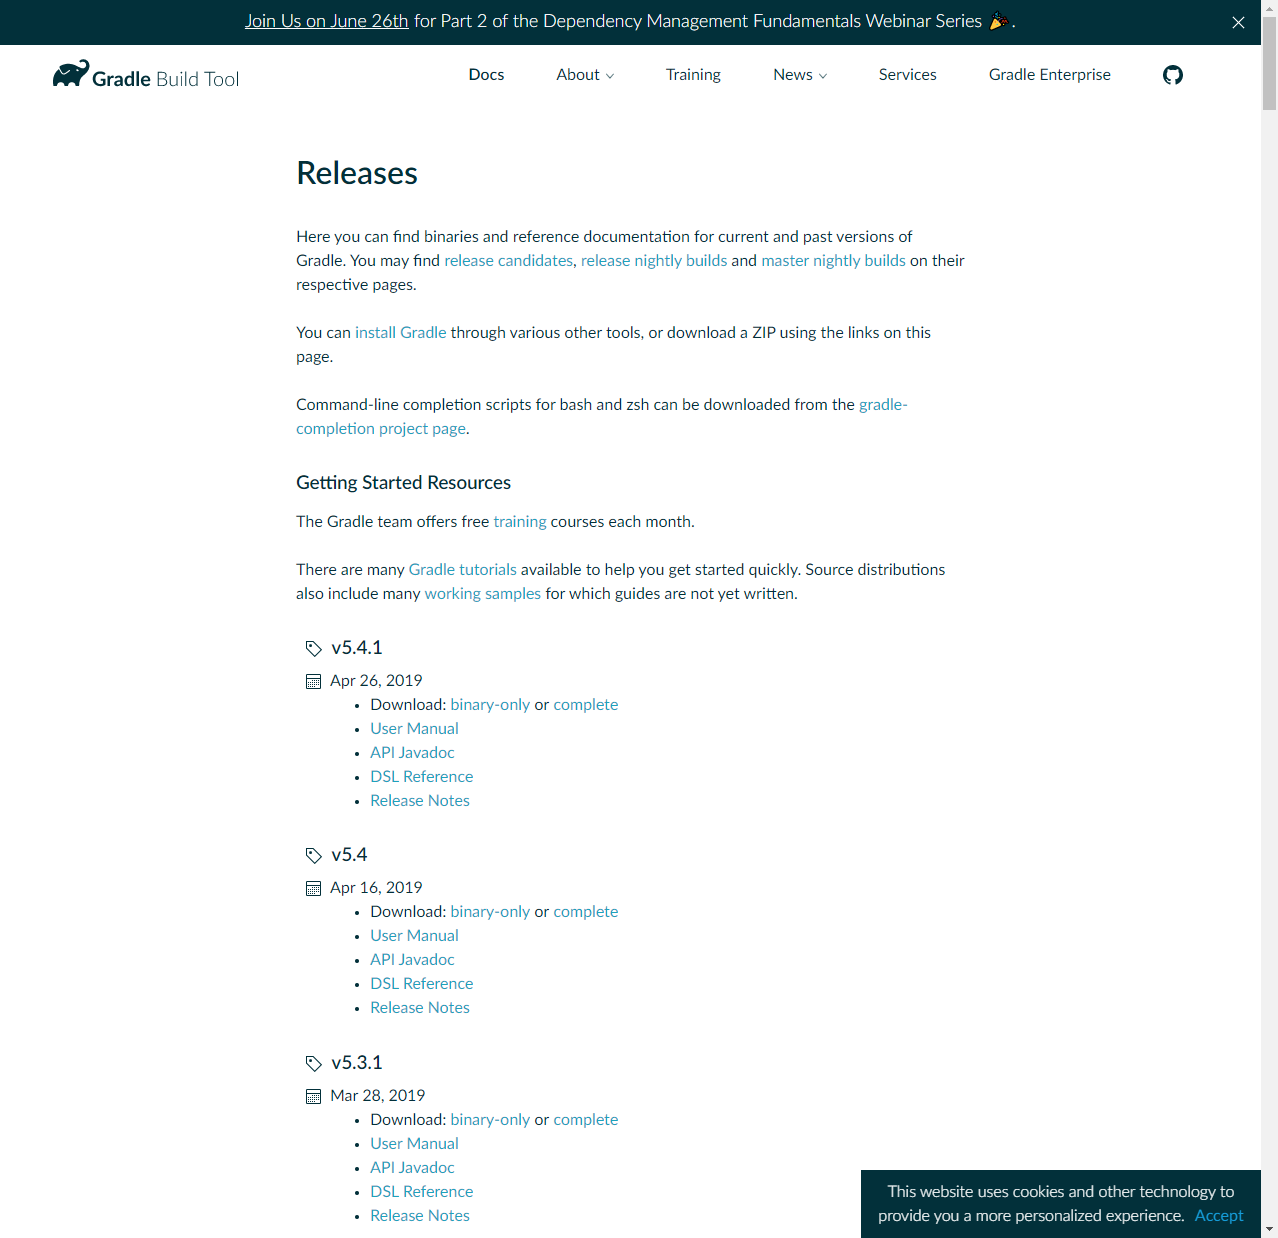 Join Us on June 26th for Part 2 of the Dependency Management Fundamentals Webinar Series 🎉.
Gradle Build Tool
Docs
About
Training
News
Services
Gradle Enterprise
Releases
Here you can find binaries and reference documentation for current and past versions of
Gradle. You may find release candidates, release nightly builds and master nightly builds on their
respective pages.
You can install Gradle through various other tools, or download a ZIP using the links on this
page.
Command-line completion scripts for bash and zsh can be downloaded from the gradle-
completion project page.
Getting Started Resources
The Gradle team offers free training courses each month.
There are many Gradle tutorials available to help you get started quickly. Source distributions
also include many working samples for which guides are not yet written.
v5.4.1
Apr 26, 2019
• Download: binary-only or complete
• User Manual
• API Javadoc
• DSL Reference
• Release Notes
v5.4
Apr 16, 2019
• Download: binary-only or complete
• User Manual
• API Javadoc
• DSL Reference
• Release Notes
v5.3.1
Mar 28, 2019
• Download: binary-only or complete
• User Manual
• API Javadoc
• DSL Reference
• Release Notes
This website uses cookies and other technology to
provide you a more personalized experience. Accept